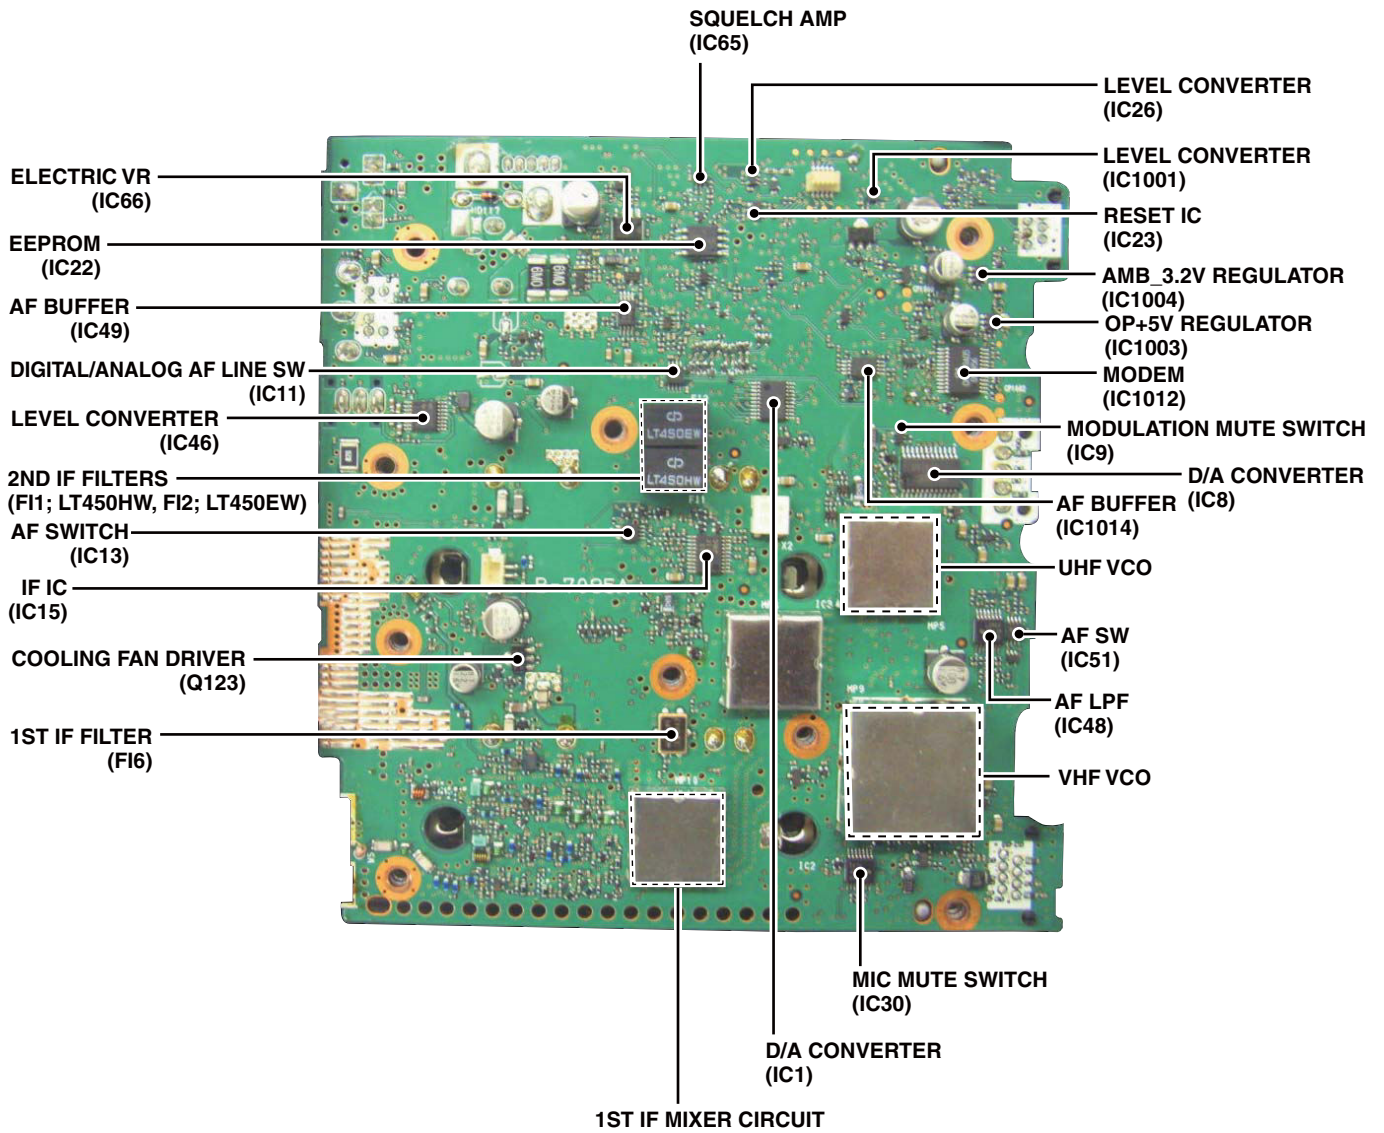 SQUELCH AMP
(IC65)
LEVEL CONVERTER
(IC26)
LEVEL CONVERTER
(IC1001)
RESET IC
(IC23)
AMB_3.2V REGULATOR
(IC1004)
OP+5V REGULATOR
(IC1003)
MODEM
(IC1012)
MODULATION MUTE SWITCH
(IC9)
D/A CONVERTER
(IC8)
AF BUFFER
(IC1014)
UHF VCO
AF SW
(IC51)
AF LPF
(IC48)
VHF VCO
MIC MUTE SWITCH
(IC30)
D/A CONVERTER
(IC1)
1ST IF MIXER CIRCUIT
ELECTRIC VR
(IC66)
EEPROM
(IC22)
AF BUFFER
(IC49)
DIGITAL/ANALOG AF LINE SW
(IC11)
LEVEL CONVERTER
(IC46)
2ND IF FILTERS
(FI1; LT450HW, FI2; LT450EW)
AF SWITCH
(IC13)
IF IC
(IC15)
COOLING FAN DRIVER
(Q123)
1ST IF FILTER
(FI6)
LT450EW
LT450HW
X2
MP5
MP9
IC2